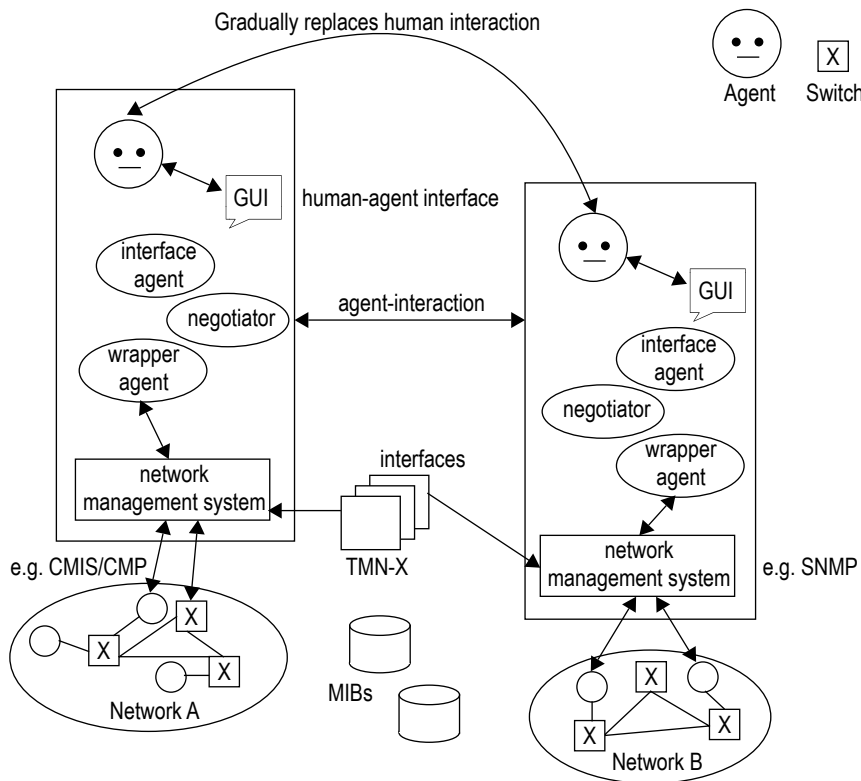 Gradually replaces human interaction
X
Agent
Switch
GUI
human-agent interface
interface
agent
negotiator
wrapper
agent
network
management system
agent-interaction
GUI
interface
agent
negotiator
wrapper
agent
network
management system
interfaces
TMN-X
e.g. CMIS/CMP
e.g. SNMP
X
X
X
Network A
MIBs
X
X
X
Network B